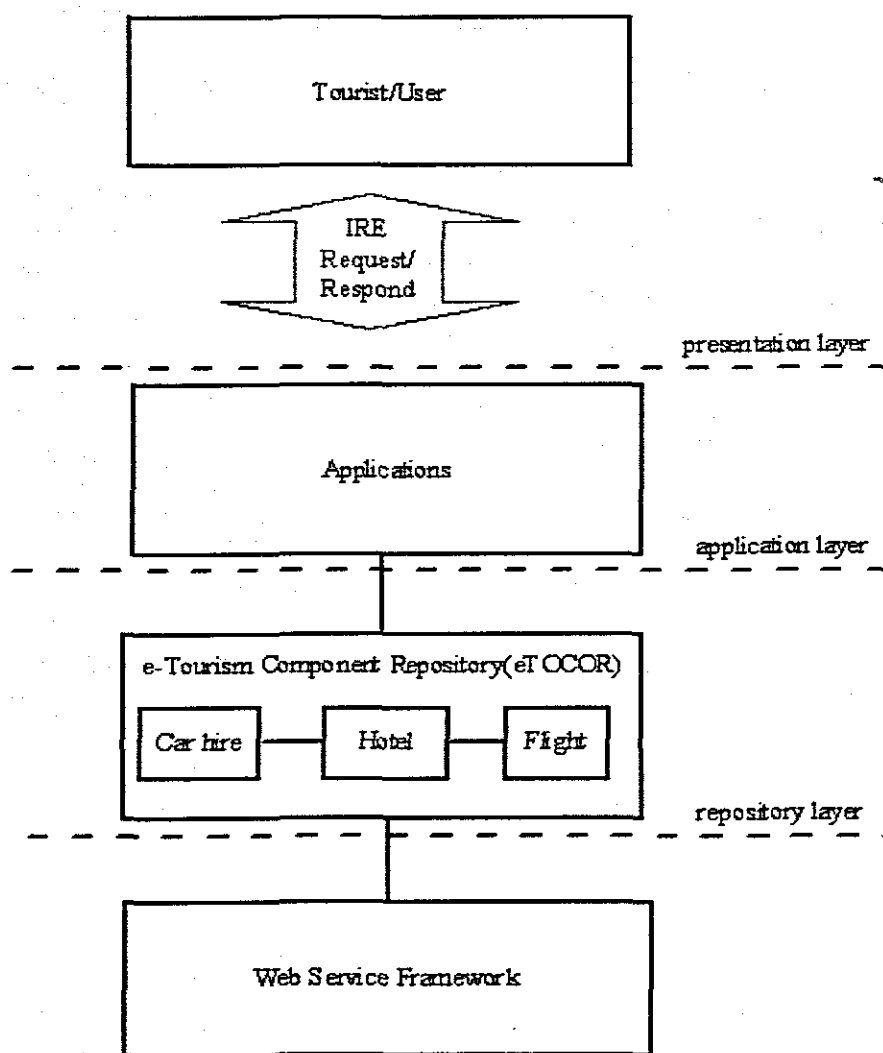 Tourist/User
IRE
Request/
Respond
presentation layer
Applications
application layer
e-Tourism Component Repository(eTOCOR)
Car hire
Hotel
Flight
repository layer
Web Service Framework